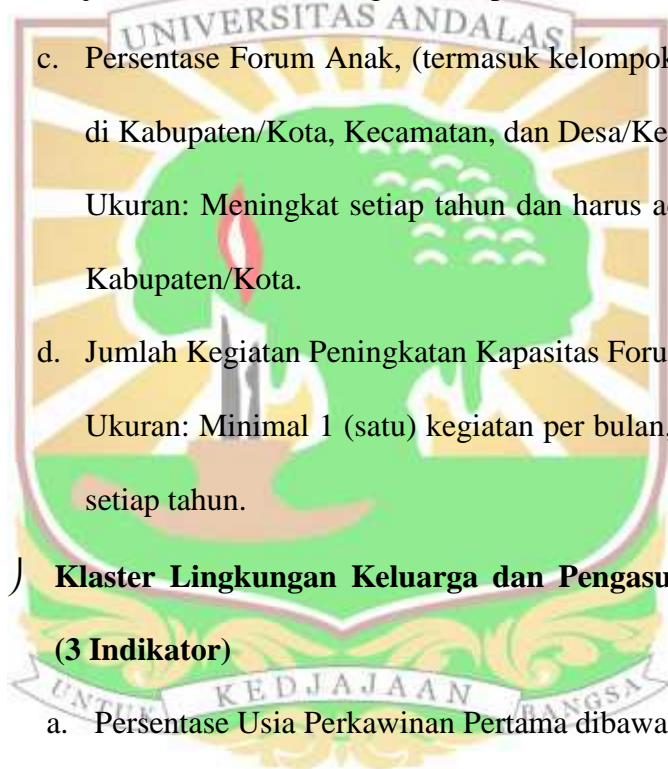 UNIVERSITAS ANDALAS
c. Persentase Forum Anak, (termasuk kelompok
di Kabupaten/Kota, Kecamatan, dan Desa/Ke
Ukuran: Meningkat setiap tahun dan harus a
Kabupaten/Kota.
d. Jumlah Kegiatan Peningkatan Kapasitas Foru
Ukuran: Minimal 1 (satu) kegiatan per bulan,
setiap tahun.
) Klaster Lingkungan Keluarga dan Pengasu
(3 Indikator)
UNTUK KEDJAJAAN BANGSA
a. Persentase Usia Perkawinan Pertama dibawa